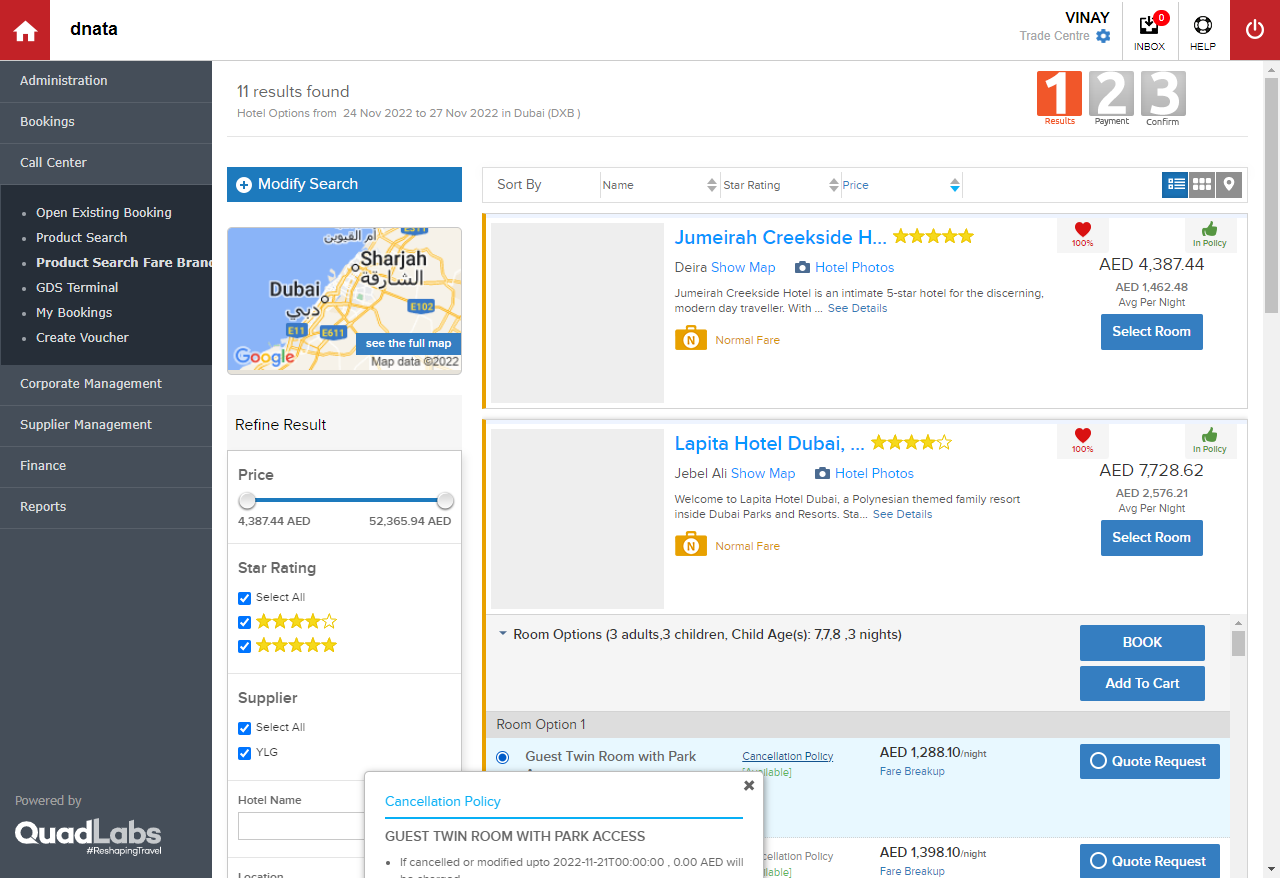 dnata
VINAY
Trade Centre
0
INBOX
HELP
Administration
Bookings
Call Center
Open Existing Booking
Product Search
Product Search Fare Brand
GDS Terminal
My Bookings
Create Voucher
Corporate Management
Supplier Management
Finance
Reports
Powered by
QuadLabs
#ReshapingTravel
11 results found
Hotel Options from 24 Nov 2022 to 27 Nov 2022 in Dubai (DXB )
1 2 3
Results Payment Confirm
Modify Search
أم القيوين
Sharjah
الشارقة
Dubai
دبي
E102
E11
E611
see the full map
Google
Map data ©2022
Refine Result
Price
4,387.44 AED 52,365.94 AED
Star Rating
Select All
Supplier
Select All
YLG
Hotel Name
Location
Sort By Name Star Rating Price
Jumeirah Creekside H...
100%
In Policy
Deira Show Map Hotel Photos
AED 4,387.44
Jumeirah Creekside Hotel is an intimate 5-star hotel for the discerning,
modern day traveller. With ... See Details
AED 1,462.48
Avg Per Night
N Normal Fare
Select Room
Lapita Hotel Dubai, ...
100%
In Policy
Jebel Ali Show Map Hotel Photos
AED 7,728.62
Welcome to Lapita Hotel Dubai, a Polynesian themed family resort
inside Dubai Parks and Resorts. Sta... See Details
AED 2,576.21
Avg Per Night
N Normal Fare
Select Room
Room Options (3 adults,3 children, Child Age(s): 7,7,8 ,3 nights)
BOOK
Add To Cart
Room Option 1
Guest Twin Room with Park
Cancellation Policy
[Available]
AED 1,288.10/night
Fare Breakup
Quote Request
Cancellation Policy
GUEST TWIN ROOM WITH PARK ACCESS
If cancelled or modified upto 2022-11-21T00:00:00 , 0.00 AED will
be charged
cellation Policy
lable]
AED 1,398.10/night
Fare Breakup
Quote Request